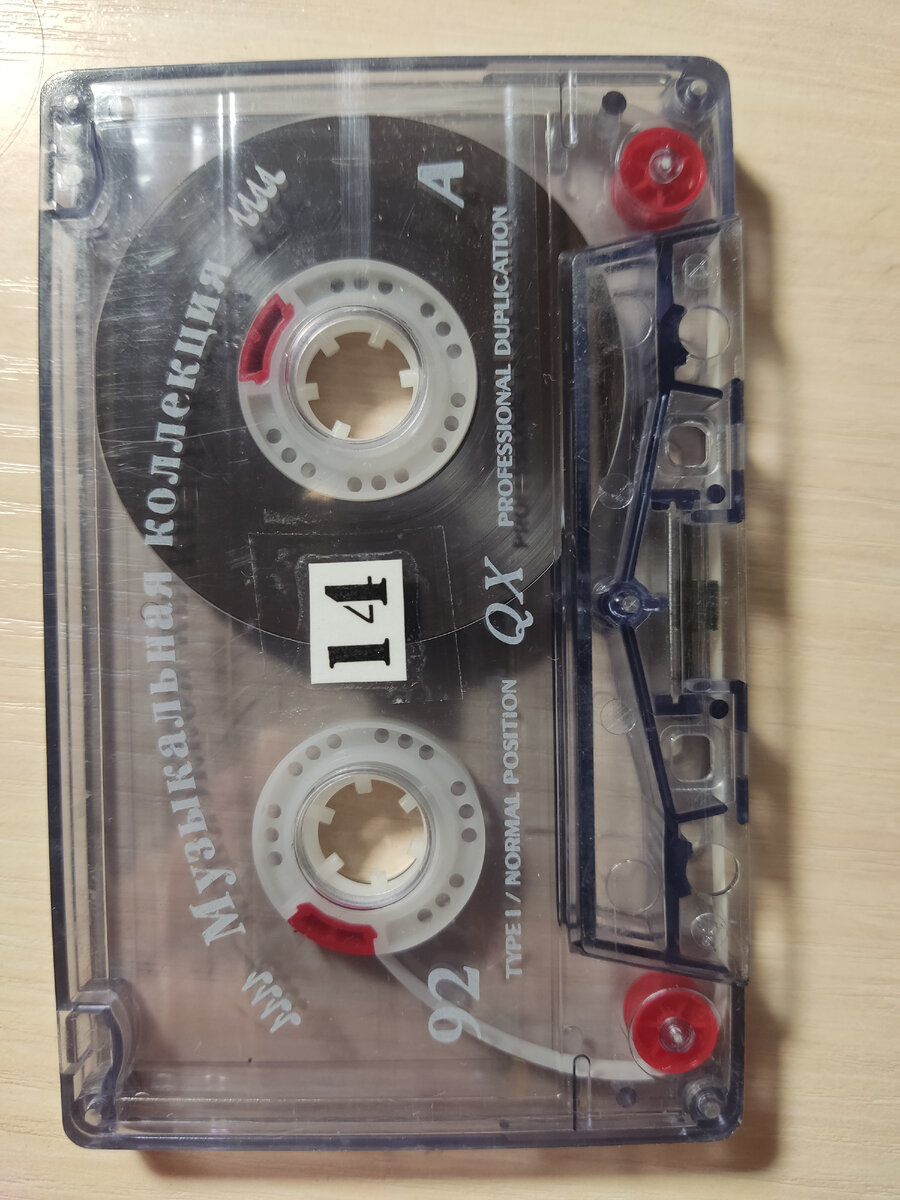 Музыкальная коллекция
14
92
A
TYPE I / NORMAL POSITION QX PROFESSIONAL DUPLICATION